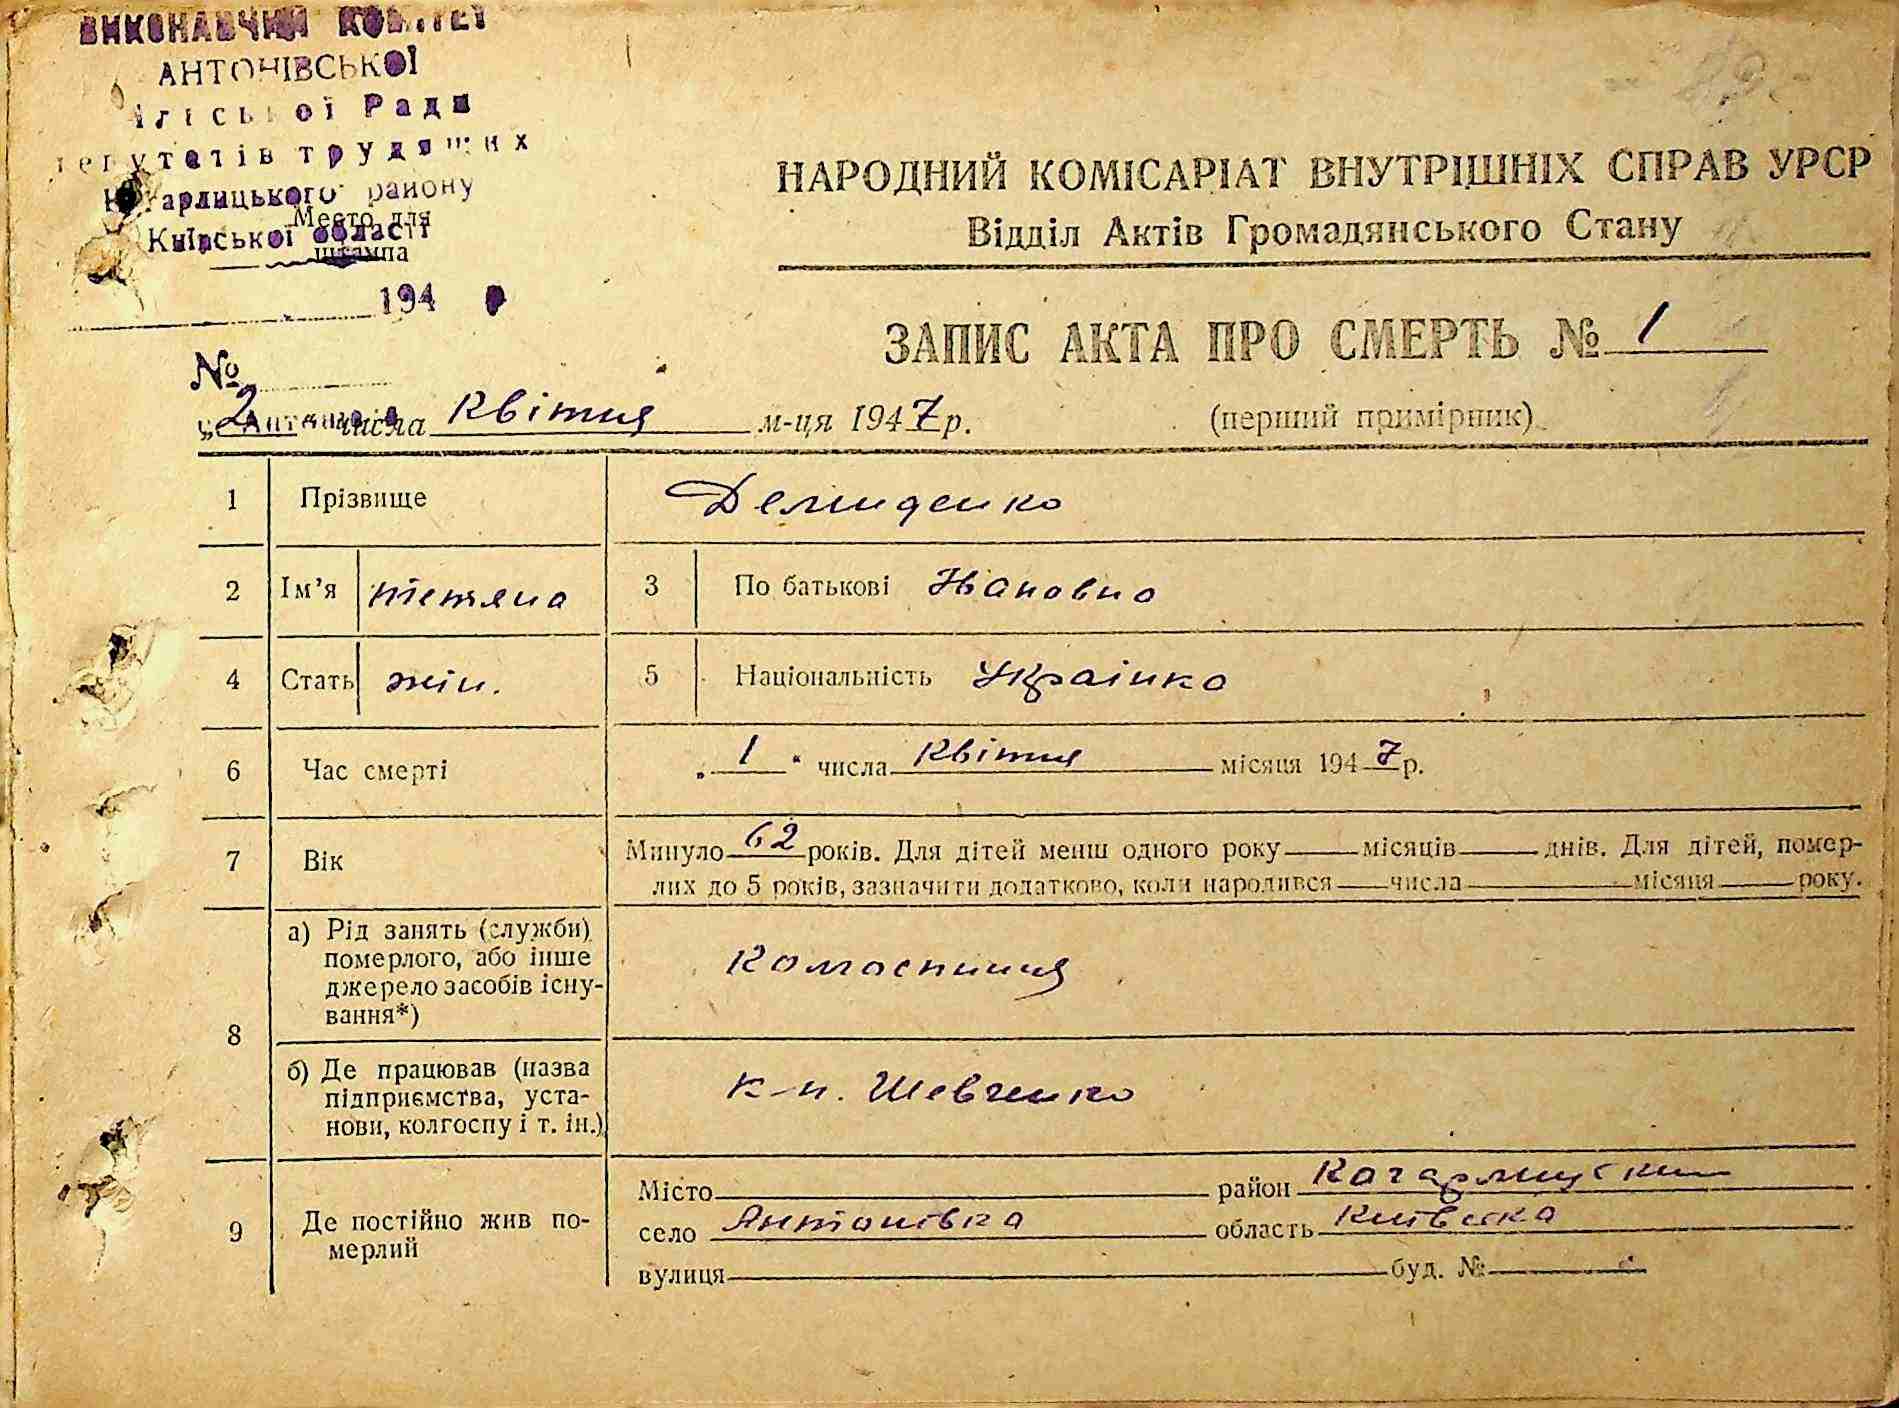 ВИКОНАВЧИЙ КОМІТЕТ
АНТОНІВСЬКОЇ
сільської Ради
депутатів трудящих
Кагарлицького району
Київської області
Место для
штампа
194 р
№
НАРОДНИЙ КОМІСАРІАТ ВНУТРІШНІХ СПРАВ УРСР
Відділ Актів Громадянського Стану
ЗАПИС АКТА ПРО СМЕРТЬ № 1
„2 числа Квітня м-ця 1947 р.
(перший примірник)
1 Прізвище Демиденко
2 Ім’я тетяна 3 По батькові Івановна
4 Стать жін. 5 Національність Українка
6 Час смерті „1“ числа Квітня місяця 1947 р.
7 Вік Минуло 62 років. Для дітей менш одного року місяців днів. Для дітей, помер-
лих до 5 років, зазначити додатково, коли народився числа місяця року.
8 а) Рід занять (служби)
померлого, або інше
джерело засобів існу-
вання*)
Колгоспниця
б) Де працював (назва
підприємства, уста-
нови, колгоспу і т. ін.)
к-п. Шевченко
9 Де постійно жив по-
мерлий
Місто район Кагарлицский
село Антонівка область Київська
вулиця буд. №